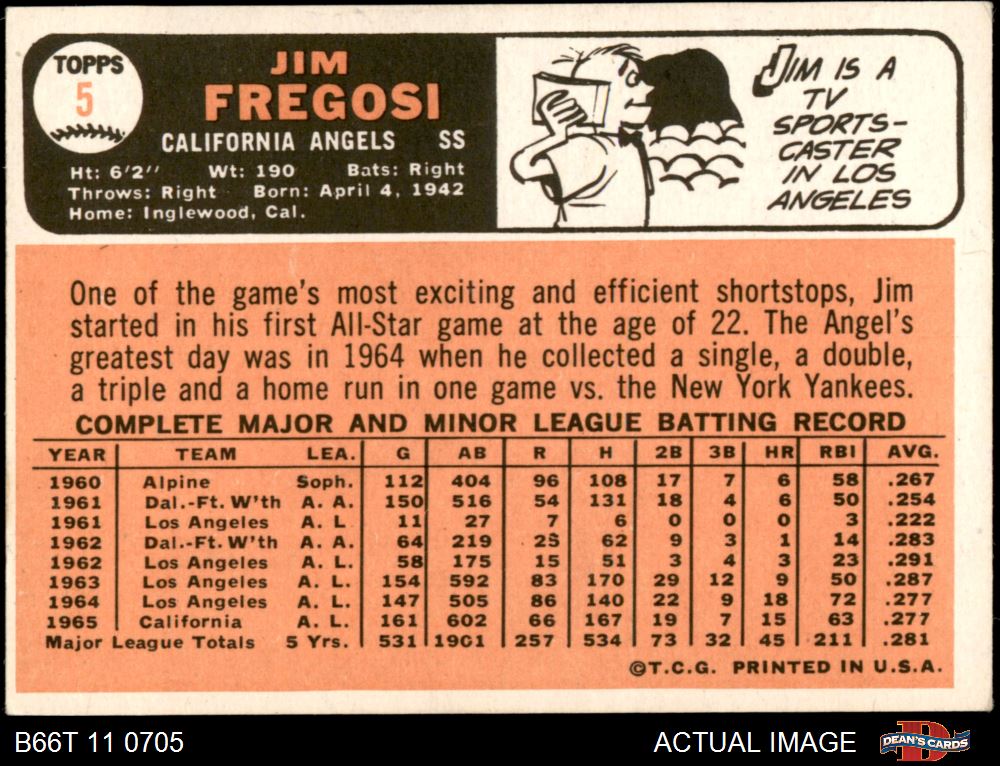 TOPPS
5
JIM
FREGOSI
CALIFORNIA ANGELS SS
Ht: 6'2" Wt: 190 Bats: Right
Throws: Right Born: April 4, 1942
Home: Inglewood, Cal.
JIM IS A
TV
SPORTS-
CASTER
IN LOS
ANGELES
One of the game's most exciting and efficient shortstops, Jim
started in his first All-Star game at the age of 22. The Angel's
greatest day was in 1964 when he collected a single, a double,
a triple and a home run in one game vs. the New York Yankees.
COMPLETE MAJOR AND MINOR LEAGUE BATTING RECORD
YEAR TEAM LEA. G AB R H 2B 3B HR RBI AVG.
1960 Alpine Soph. 112 404 96 108 17 7 6 58 .267
1961 Dal.-Ft. W'th A. A. 150 516 54 131 18 4 6 50 .254
1961 Los Angeles A. L. 11 27 7 6 0 0 0 3 .222
1962 Dal.-Ft. W'th A. A. 64 219 25 62 9 3 1 14 .283
1962 Los Angeles A. L. 58 175 15 51 3 4 3 23 .291
1963 Los Angeles A. L. 154 592 83 170 29 12 9 50 .287
1964 Los Angeles A. L. 147 505 86 140 22 9 18 72 .277
1965 California A. L. 161 602 66 167 19 7 15 63 .277
Major League Totals 5 Yrs. 531 1901 257 534 73 32 45 211 .281
©T.C.G. PRINTED IN U.S.A.
B66T 11 0705
ACTUAL IMAGE
D
DEAN'S CARDS